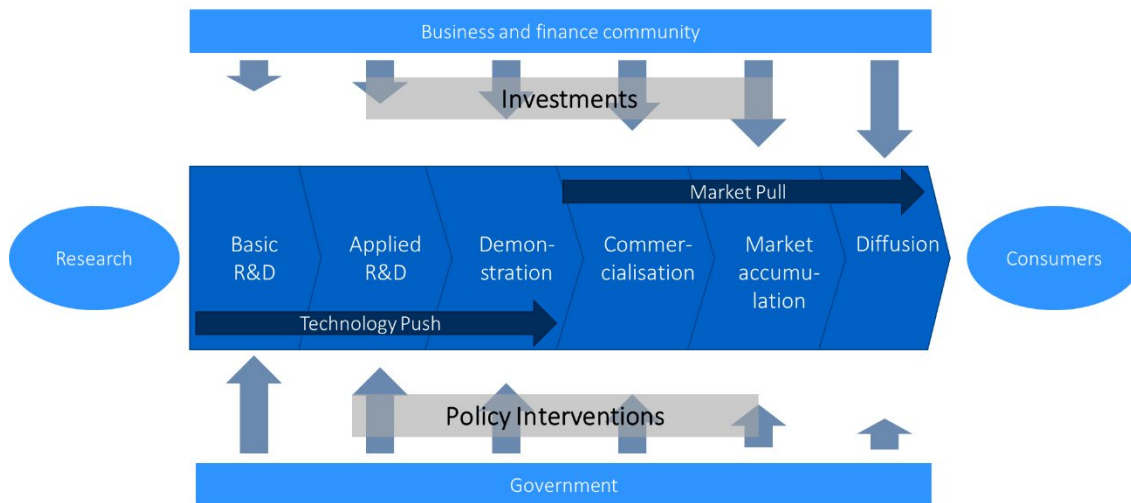 Business and finance community
Investments
Market Pull
Research
Basic
R&D
Applied
R&D
Demon-
stration
Commer-
cialisation
Market
accumu-
lation
Diffusion
Consumers
Technology Push
Policy Interventions
Government